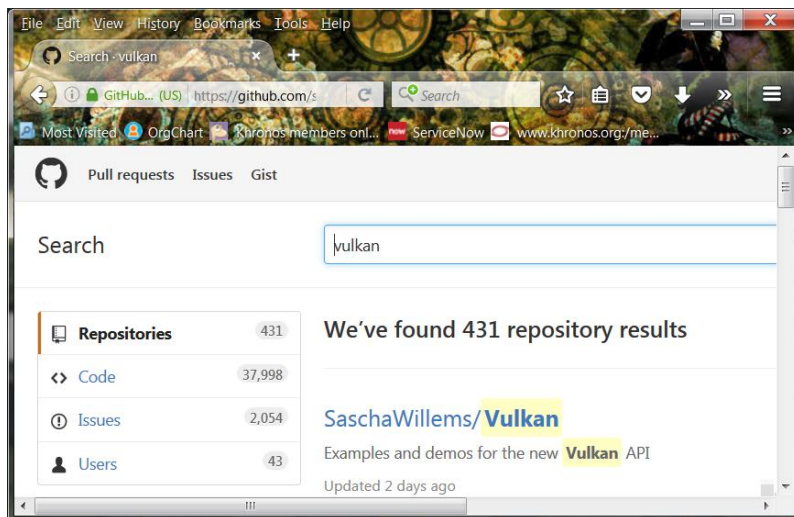 File Edit View History Bookmarks Tools Help
Search · vulkan
GitHub... (US) https://github.com/s Search
Most Visited OrgChart Khronos members onl... now ServiceNow www.khronos.org:/me...
Pull requests Issues Gist
Search vulkan
Repositories 431
Code 37,998
Issues 2,054
Users 43
We've found 431 repository results
SaschaWillems/Vulkan
Examples and demos for the new Vulkan API
Updated 2 days ago